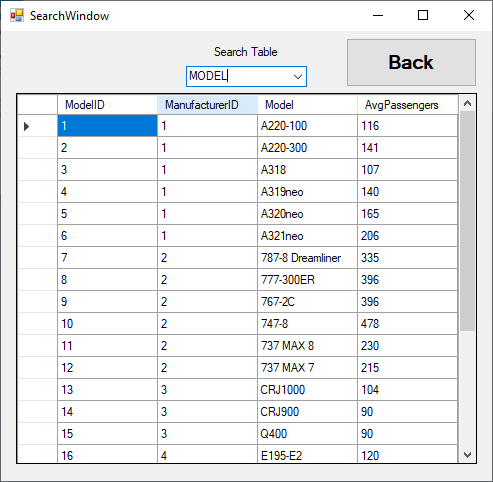 SearchWindow
Search Table
MODEL
Back
ModelID ManufacturerID Model AvgPassengers
1 1 A220-100 116
2 1 A220-300 141
3 1 A318 107
4 1 A319neo 140
5 1 A320neo 165
6 1 A321neo 206
7 2 787-8 Dreamliner 335
8 2 777-300ER 396
9 2 767-2C 396
10 2 747-8 478
11 2 737 MAX 8 230
12 2 737 MAX 7 215
13 3 CRJ1000 104
14 3 CRJ900 90
15 3 Q400 90
16 4 E195-E2 120